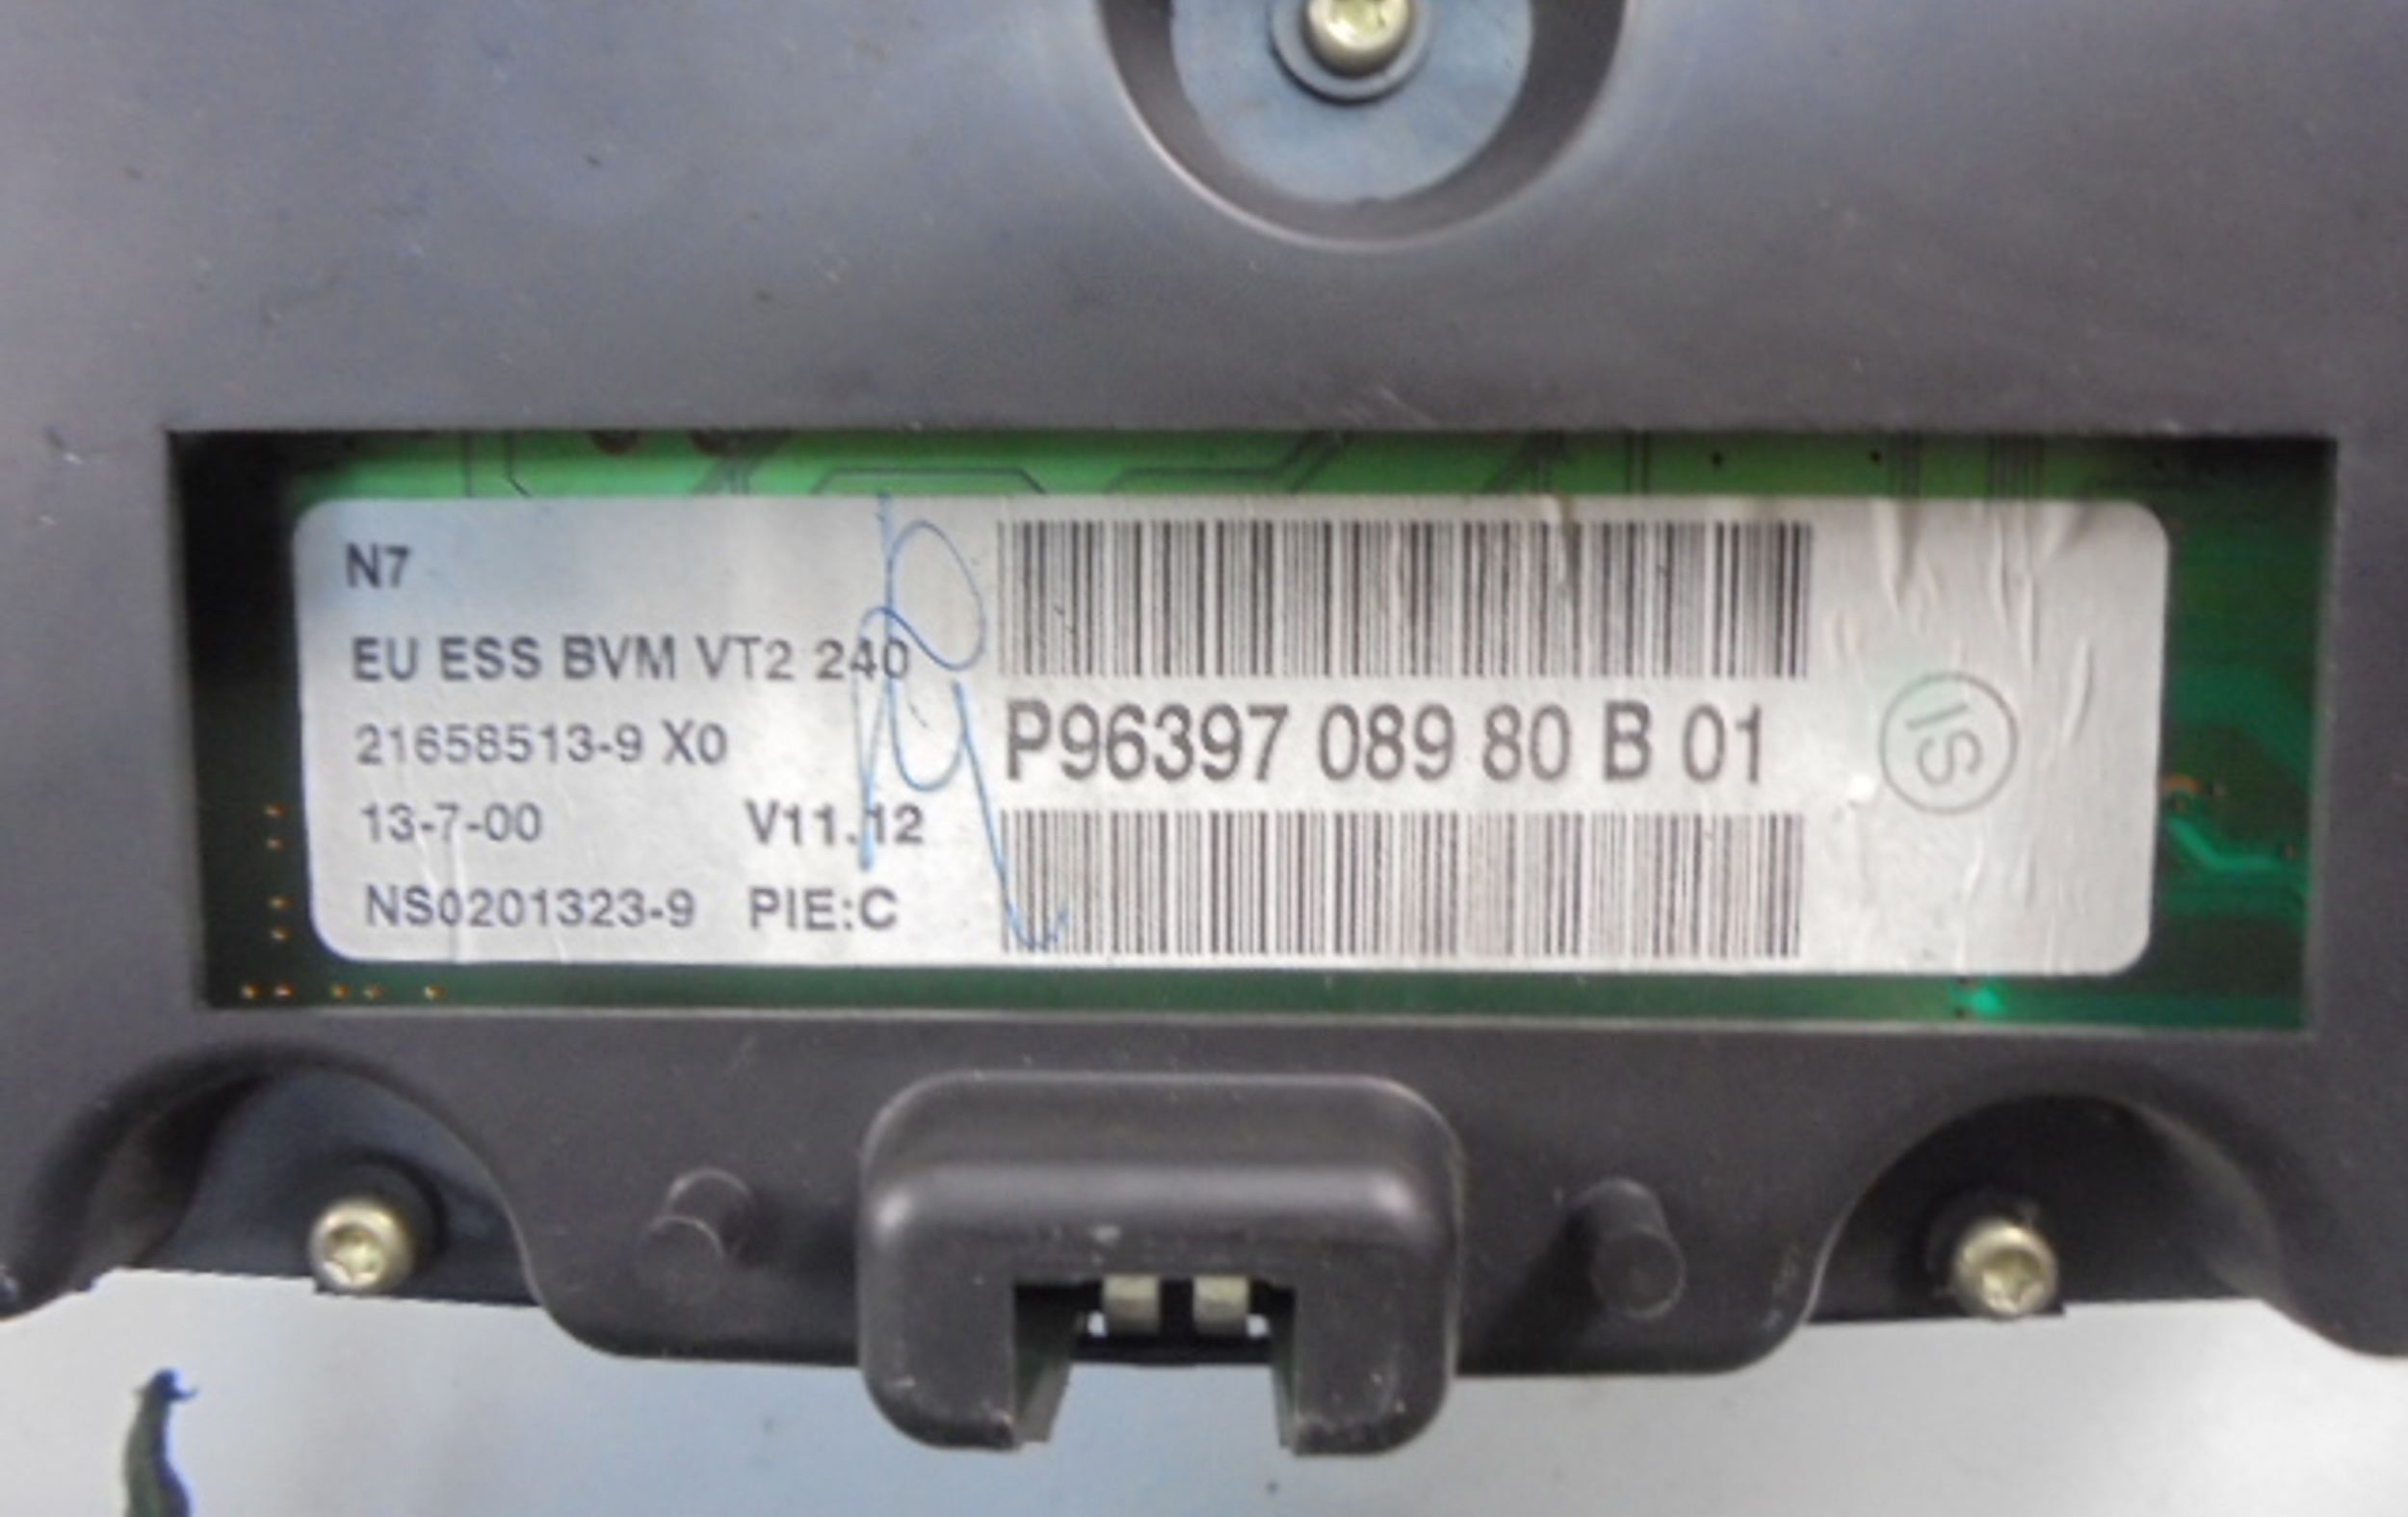 N7
EU ESS BVM VT2 240
21658513-9 X0
13-7-00 V11.12
NS0201323-9 PIE:C
P96397 089 80 B 01
IS